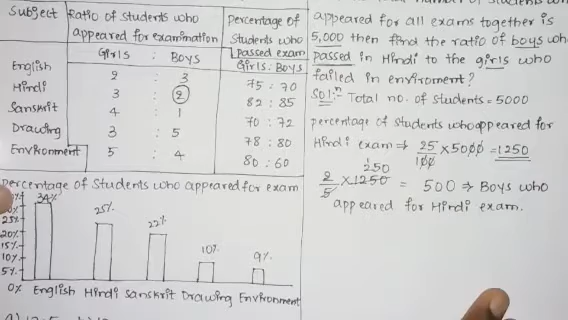 Subject Ratio of Students who appeared for examination percentage of Students who passed exam
Girls : Boys Girls : Boys
English 2 : 3 75 : 70
Hindi 3 : 2 82 : 85
Sanskrit 4 : 1 70 : 72
Drawing 3 : 5 78 : 80
Environment 5 : 4 80 : 60
percentage of Students who appeared for exam
34%
25%
22%
10%
9%
25%
20%
15%
10%
5%
0% English Hindi Sanskrit Drawing Environment
appeared for all exams together is
5,000 then find the ratio of boys who
passed in Hindi to the girls who
failed in enviroment?
Sol:n Total no. of Students = 5000
percentage of students who appeared for
Hindi exam ⇒ 25/100 × 5000 = 1250
2/5 × 1250 250 = 500 ⇒ Boys who
appeared for Hindi exam.